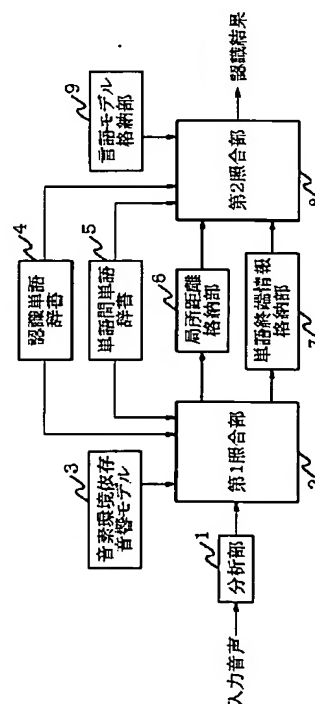 入力音声
1
分析部
2
第1照合部
3
音素環境依存
音響モデル
4
認識単語
辞書
5
単語間単語
辞書
6
局所距離
格納部
7
単語終端情報
格納部
8
第2照合部
9
言語モデル
格納部
認識結果